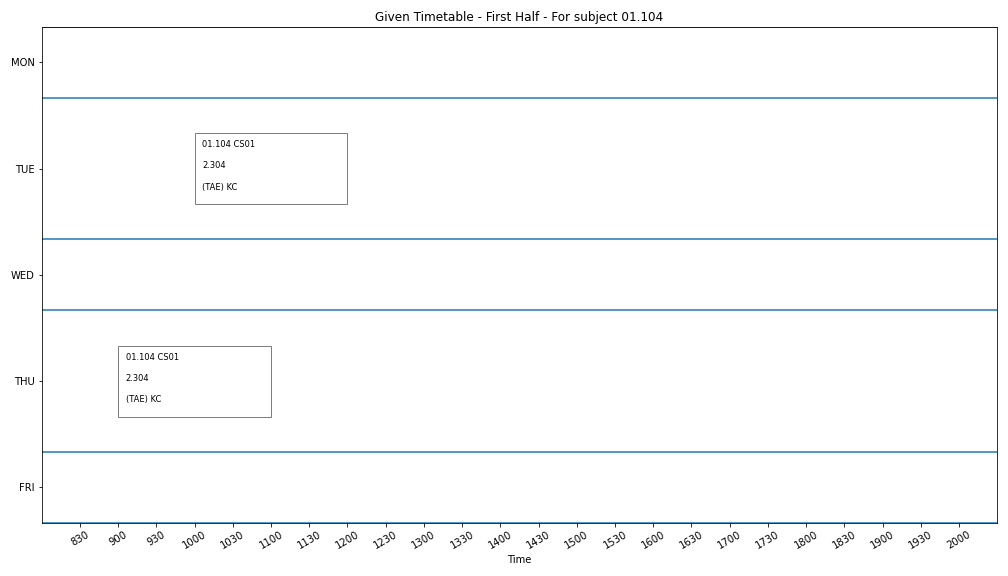 Given Timetable - First Half - For subject 01.104
MON
TUE
01.104 CS01
2.304
(TAE) KC
WED
THU
01.104 CS01
2.304
(TAE) KC
FRI
830 900 930 1000 1030 1100 1130 1200 1230 1300 1330 1400 1430 1500 1530 1600 1630 1700 1730 1800 1830 1900 1930 2000
Time